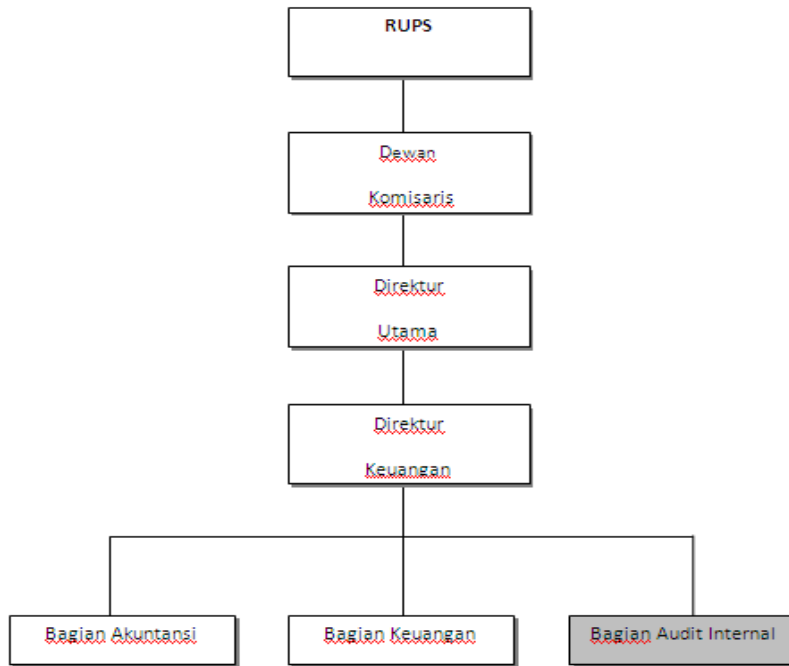 RUPS
Dewan
Komisaris
Direktur
Utama
Direktur
Keuangan
Bagian Akuntansi
Bagian Keuangan
Bagian Audit Internal